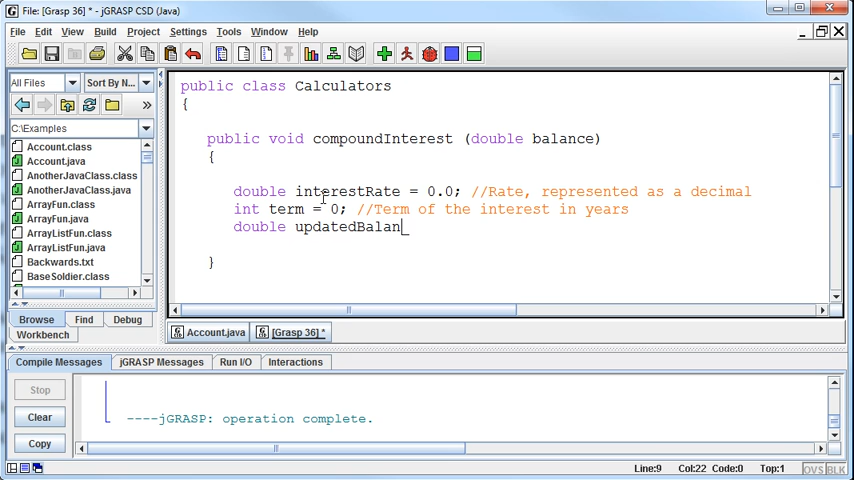 File: [Grasp 36] * - jGRASP CSD (Java)
File Edit View Build Project Settings Tools Window Help
All Files Sort By N...
C:\Examples
Account.class
Account.java
AnotherJavaClass.class
AnotherJavaClass.java
ArrayFun.class
ArrayFun.java
ArrayListFun.class
ArrayListFun.java
Backwards.txt
BaseSoldier.class
Browse Find Debug
Workbench
public class Calculators
{
public void compoundInterest (double balance)
{
double interestRate = 0.0; //Rate, represented as a decimal
int term = 0; //Term of the interest in years
double updatedBalan
}
Account.java [Grasp 36] *
Compile Messages jGRASP Messages Run I/O Interactions
Stop
Clear
Copy
----jGRASP: operation complete.
Line:9 Col:22 Code:0 Top:1 OVS BLK